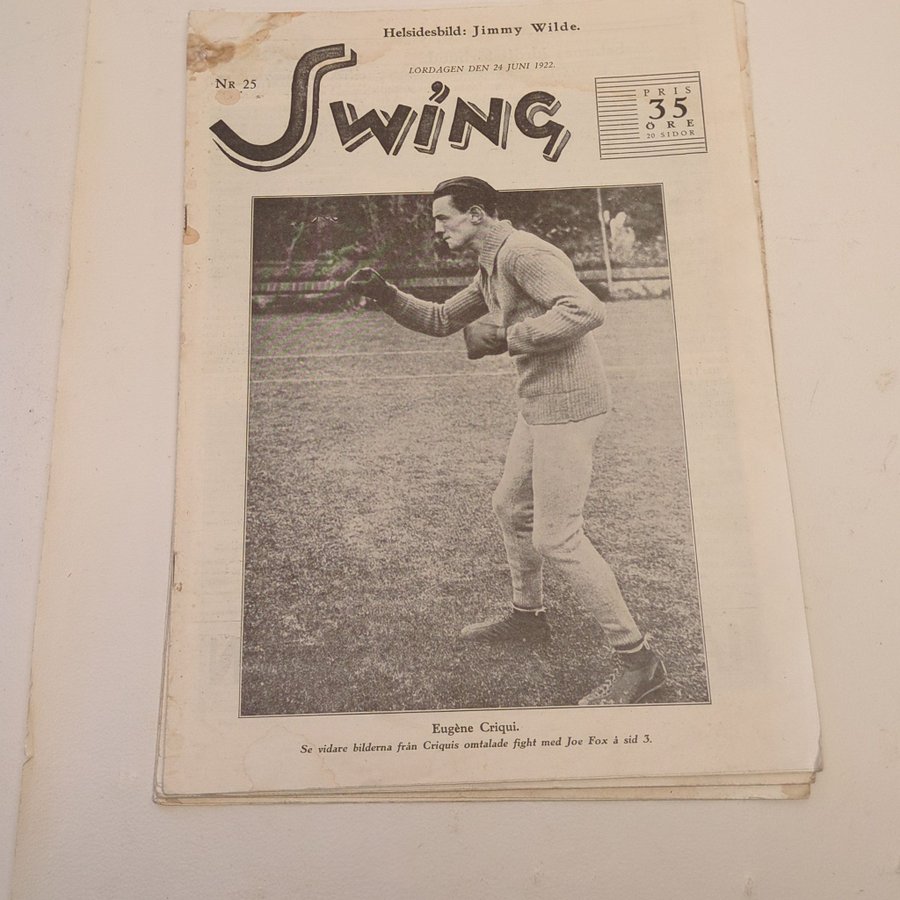 Helsidesbild: Jimmy Wilde.
LÖRDAGEN DEN 24 JUNI 1922.
Nr 25
Swing
PRIS
35
ÖRE
20 SIDOR
Eugène Criqui.
Se vidare bilderna från Criquis omtalade fight med Joe Fox å sid 3.